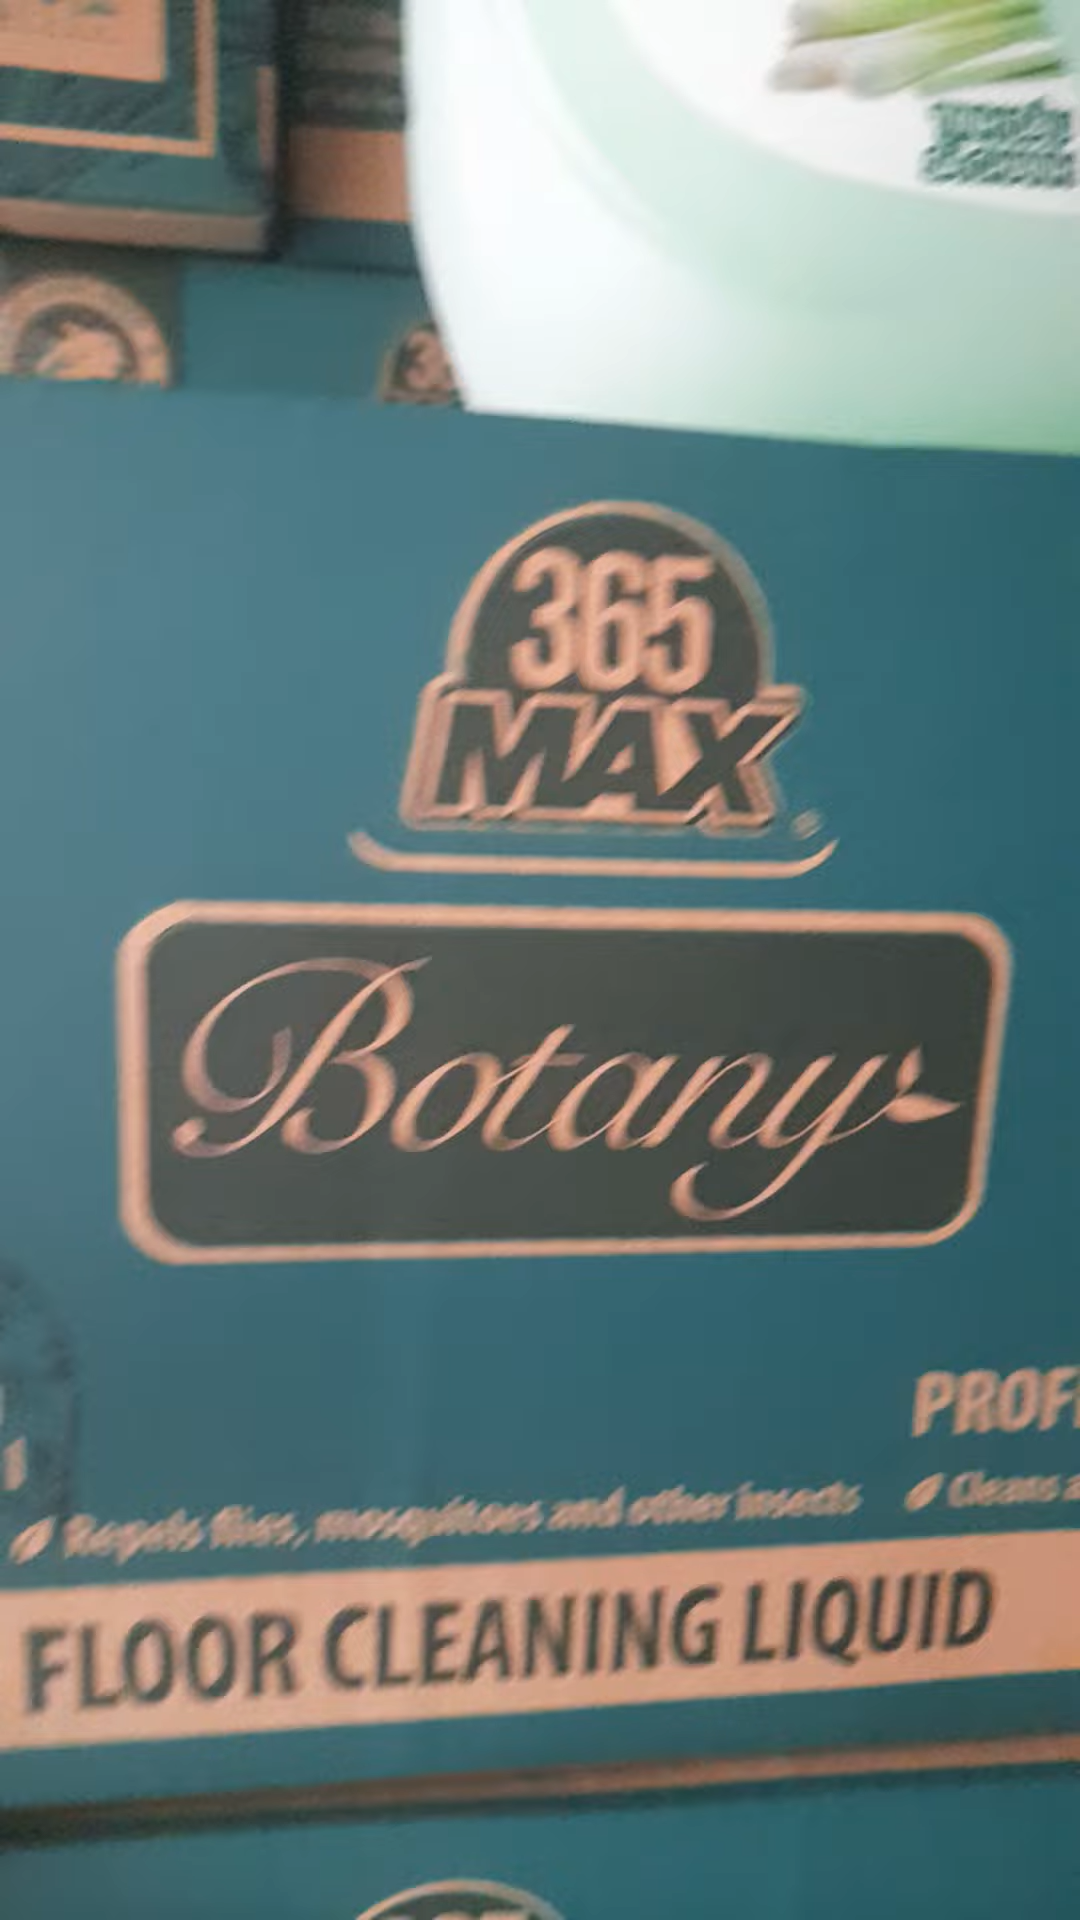 365
MAX
Botany
PROF
Repels flies, mosquitoes and other insects
Cleans a
FLOOR CLEANING LIQUID